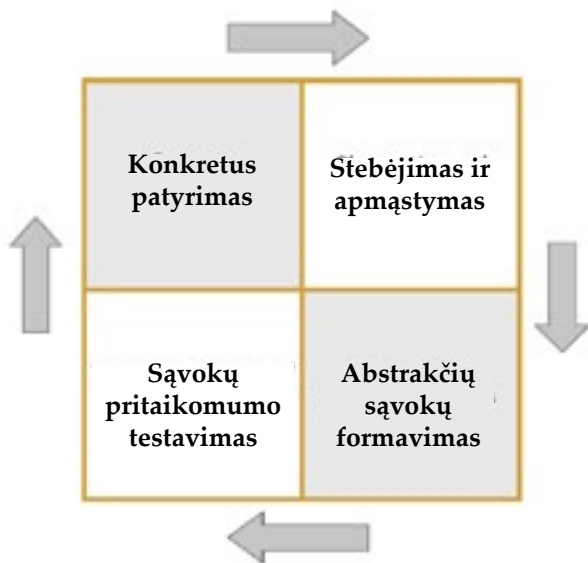 Konkretus
patyrimas
Stebėjimas ir
apmąstymas
Sąvokų
pritaikomumo
testavimas
Abstrakčių
sąvokų
formavimas